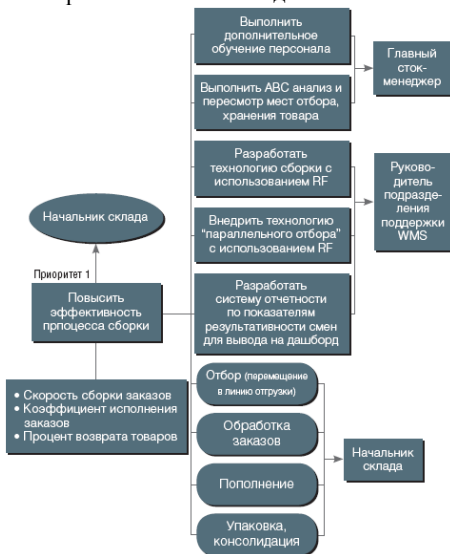 Выполнить
дополнительное
обучение персонала
Главный
сток-
менеджер
Выполнить ABC анализ и
пересмотр мест отбора,
хранения товара
Разработать
технологию сборки с
использованием RF
Руково-
дитель
подразде-
ления
поддержки
WMS
Начальник склада
Внедрить технологию
“параллельного отбора”
с использованием RF
Приоритет 1
Повысить
эффективность
прпоцесса сборки
Разработать
систему отчетности
по показателям
результативности смен
для вывода на дашборд
• Скорость сборки заказов
• Коэффициент исполнения
заказов
• Процент возврата товаров
Отбор (перемещение
в линию отгрузки)
Обработка
заказов
Начальник
склада
Пополнение
Упаковка,
консолидация